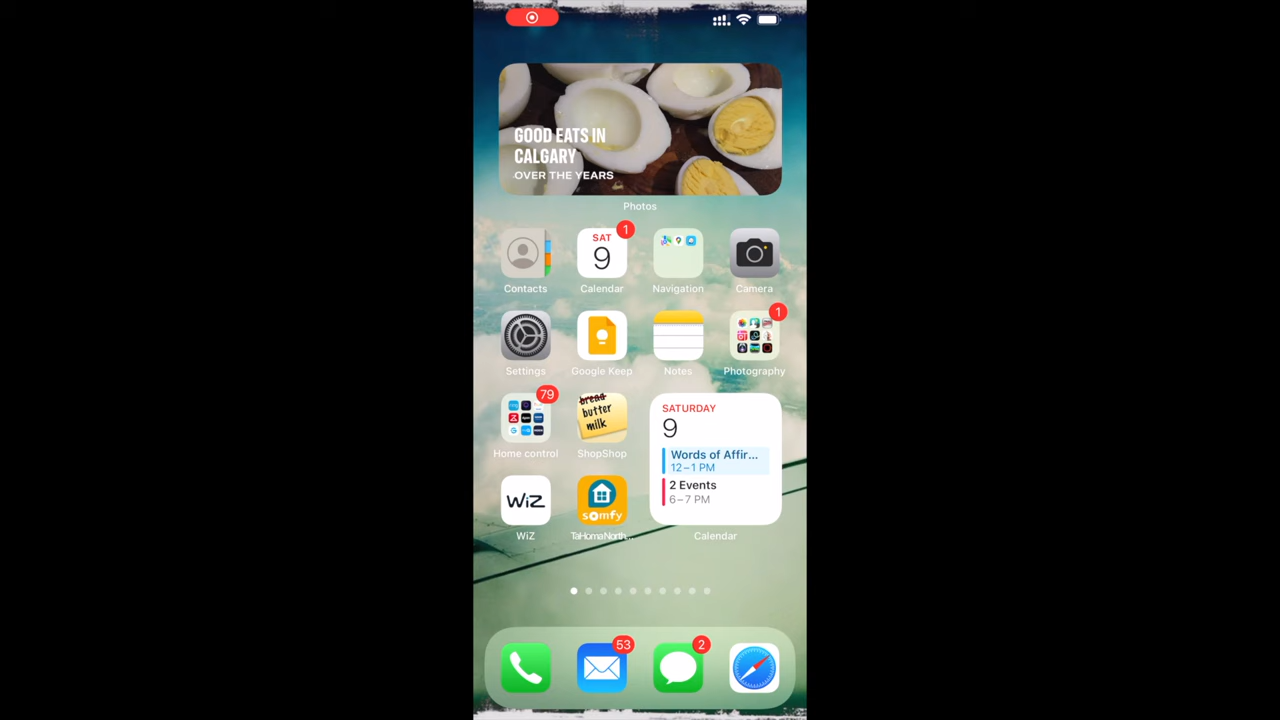 GOOD EATS IN
CALGARY
OVER THE YEARS
Photos
SAT
9
1
Contacts
Calendar
Navigation
Camera
1
Settings
Google Keep
Notes
Photography
79
bread
butter
milk
Home control
ShopShop
SATURDAY
9
Words of Affir...
12–1 PM
2 Events
6–7 PM
WiZ
somfy
WiZ
TaHoma North...
Calendar
53
2